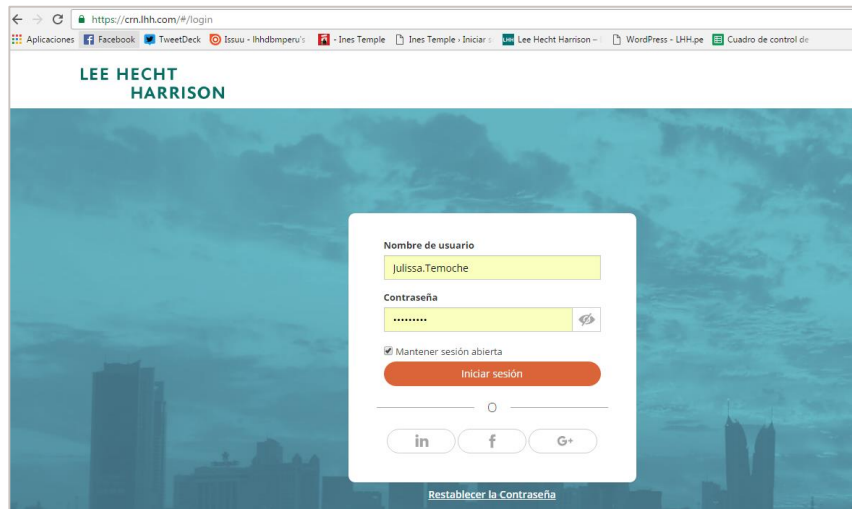 https://crn.lhh.com/#/login
Aplicaciones Facebook TweetDeck Issuu - lhhdbmperu's - Ines Temple Ines Temple › Iniciar s Lee Hecht Harrison – WordPress - LHH.pe Cuadro de control de
LEE HECHT
HARRISON
Nombre de usuario
Julissa.Temoche
Contraseña
•••••••••
Mantener sesión abierta
Iniciar sesión
O
in f G+
Restablecer la Contraseña